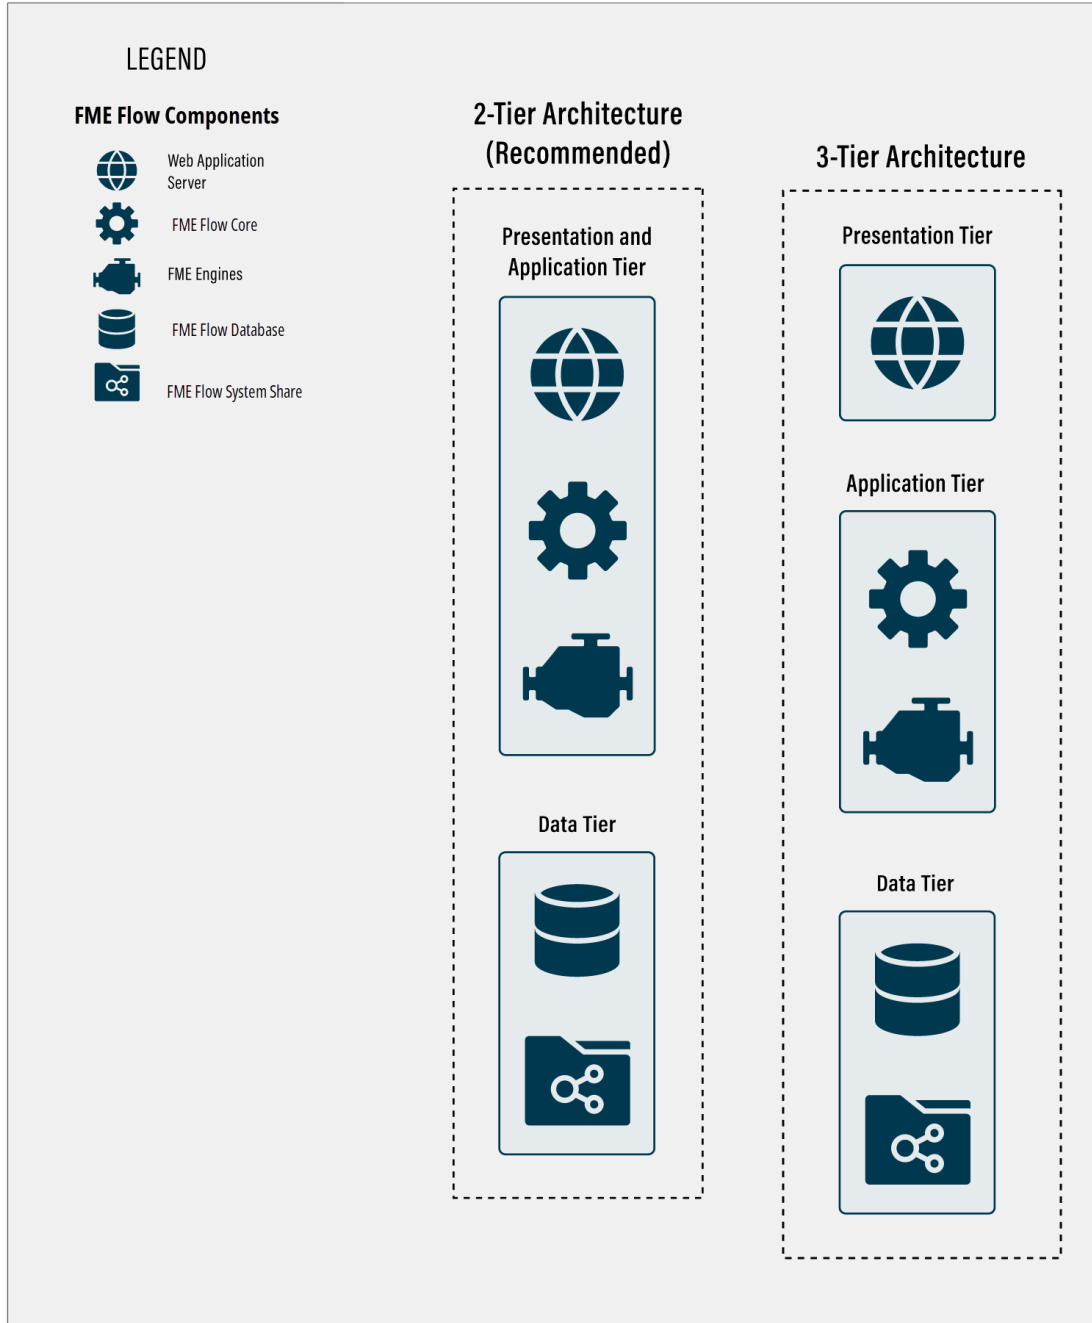 LEGEND
FME Flow Components
Web Application
Server
FME Flow Core
FME Engines
FME Flow Database
FME Flow System Share
2-Tier Architecture
(Recommended)
Presentation and
Application Tier
Data Tier
3-Tier Architecture
Presentation Tier
Application Tier
Data Tier